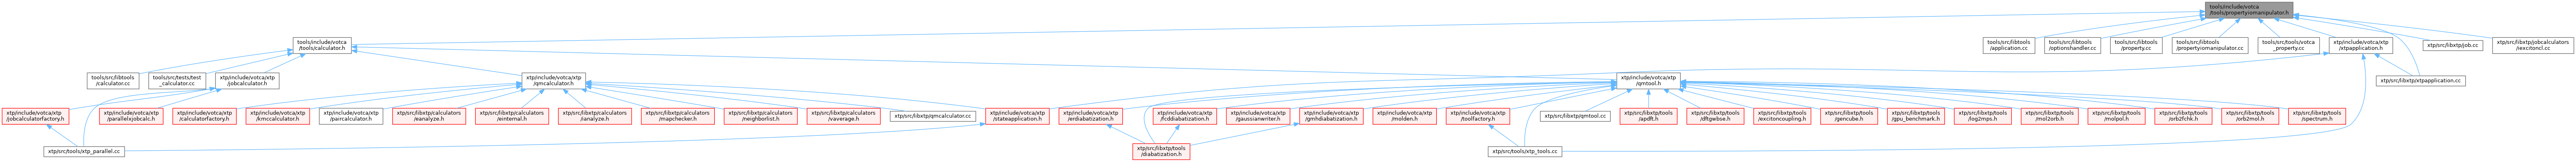 tools/include/votca
/tools/propertyiomanipulator.h
tools/include/votca
/tools/calculator.h
tools/src/libtools
/application.cc
tools/src/libtools
/optionshandler.cc
tools/src/libtools
/property.cc
tools/src/libtools
/propertyiomanipulator.cc
tools/src/tools/votca
_property.cc
xtp/include/votca/xtp
/xtpapplication.h
xtp/src/libxtp/job.cc
xtp/src/libxtp/jobcalculators
/iexcitoncl.cc
tools/src/libtools
/calculator.cc
tools/src/tests/test
_calculator.cc
xtp/include/votca/xtp
/jobcalculator.h
xtp/include/votca/xtp
/qmcalculator.h
xtp/include/votca/xtp
/qmtool.h
xtp/src/libxtp/xtpapplication.cc
xtp/include/votca/xtp
/jobcalculatorfactory.h
xtp/include/votca/xtp
/parallelxjobcalc.h
xtp/include/votca/xtp
/calculatorfactory.h
xtp/include/votca/xtp
/kmccalculator.h
xtp/include/votca/xtp
/paircalculator.h
xtp/src/libxtp/calculators
/eanalyze.h
xtp/src/libxtp/calculators
/einternal.h
xtp/src/libxtp/calculators
/ianalyze.h
xtp/src/libxtp/calculators
/mapchecker.h
xtp/src/libxtp/calculators
/neighborlist.h
xtp/src/libxtp/calculators
/vaverage.h
xtp/src/libxtp/qmcalculator.cc
xtp/include/votca/xtp
/stateapplication.h
xtp/include/votca/xtp
/erdiabatization.h
xtp/include/votca/xtp
/fcddiabatization.h
xtp/include/votca/xtp
/gaussianwriter.h
xtp/include/votca/xtp
/gmhdiabatization.h
xtp/include/votca/xtp
/molden.h
xtp/include/votca/xtp
/toolfactory.h
xtp/src/libxtp/qmtool.cc
xtp/src/libxtp/tools
/apdft.h
xtp/src/libxtp/tools
/dftgwbse.h
xtp/src/libxtp/tools
/excitoncoupling.h
xtp/src/libxtp/tools
/gencube.h
xtp/src/libxtp/tools
/gpu_benchmark.h
xtp/src/libxtp/tools
/log2mps.h
xtp/src/libxtp/tools
/mol2orb.h
xtp/src/libxtp/tools
/molpol.h
xtp/src/libxtp/tools
/orb2fchk.h
xtp/src/libxtp/tools
/orb2mol.h
xtp/src/libxtp/tools
/spectrum.h
xtp/src/tools/xtp_parallel.cc
xtp/src/libxtp/tools
/diabatization.h
xtp/src/tools/xtp_tools.cc